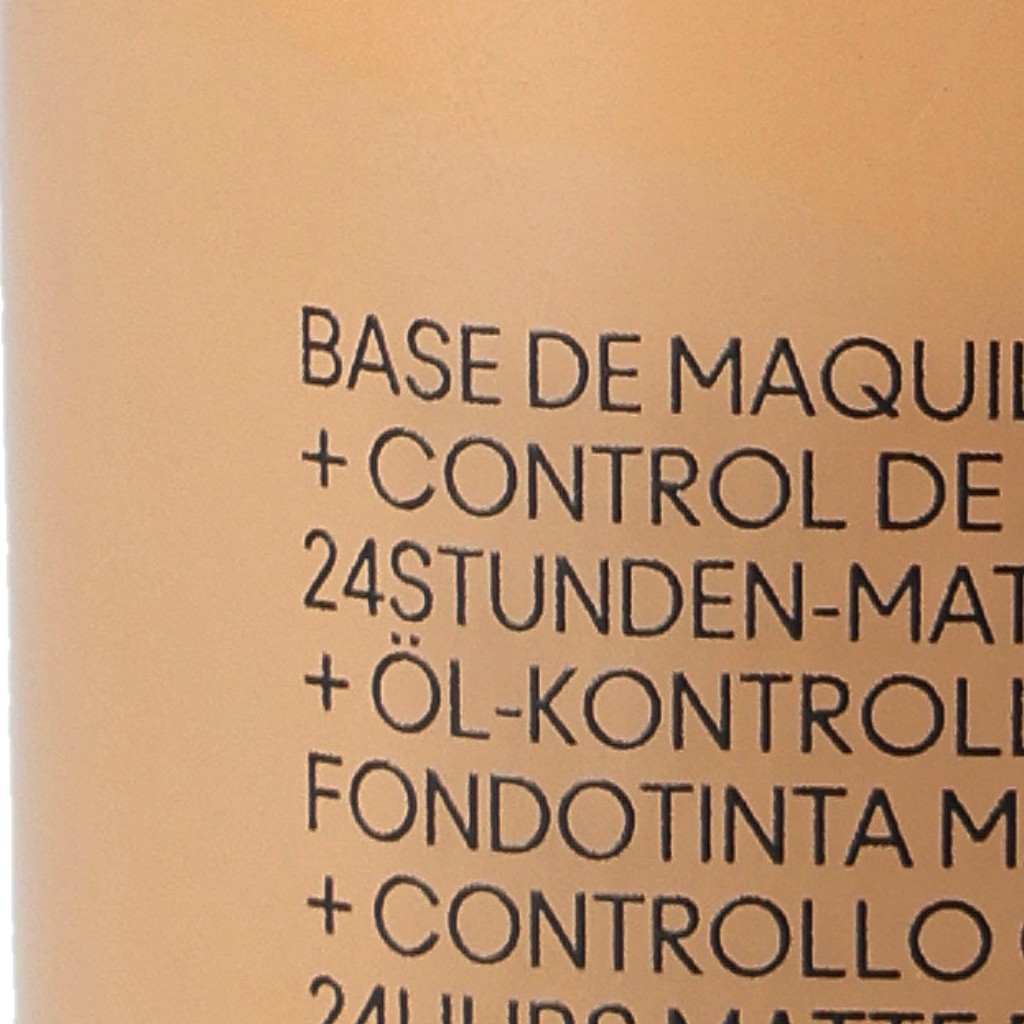 BASE DE MAQUIL
+ CONTROL DE
24STUNDEN-MAT
+ ÖL-KONTROLL
FONDOTINTA M
+ CONTROLLO